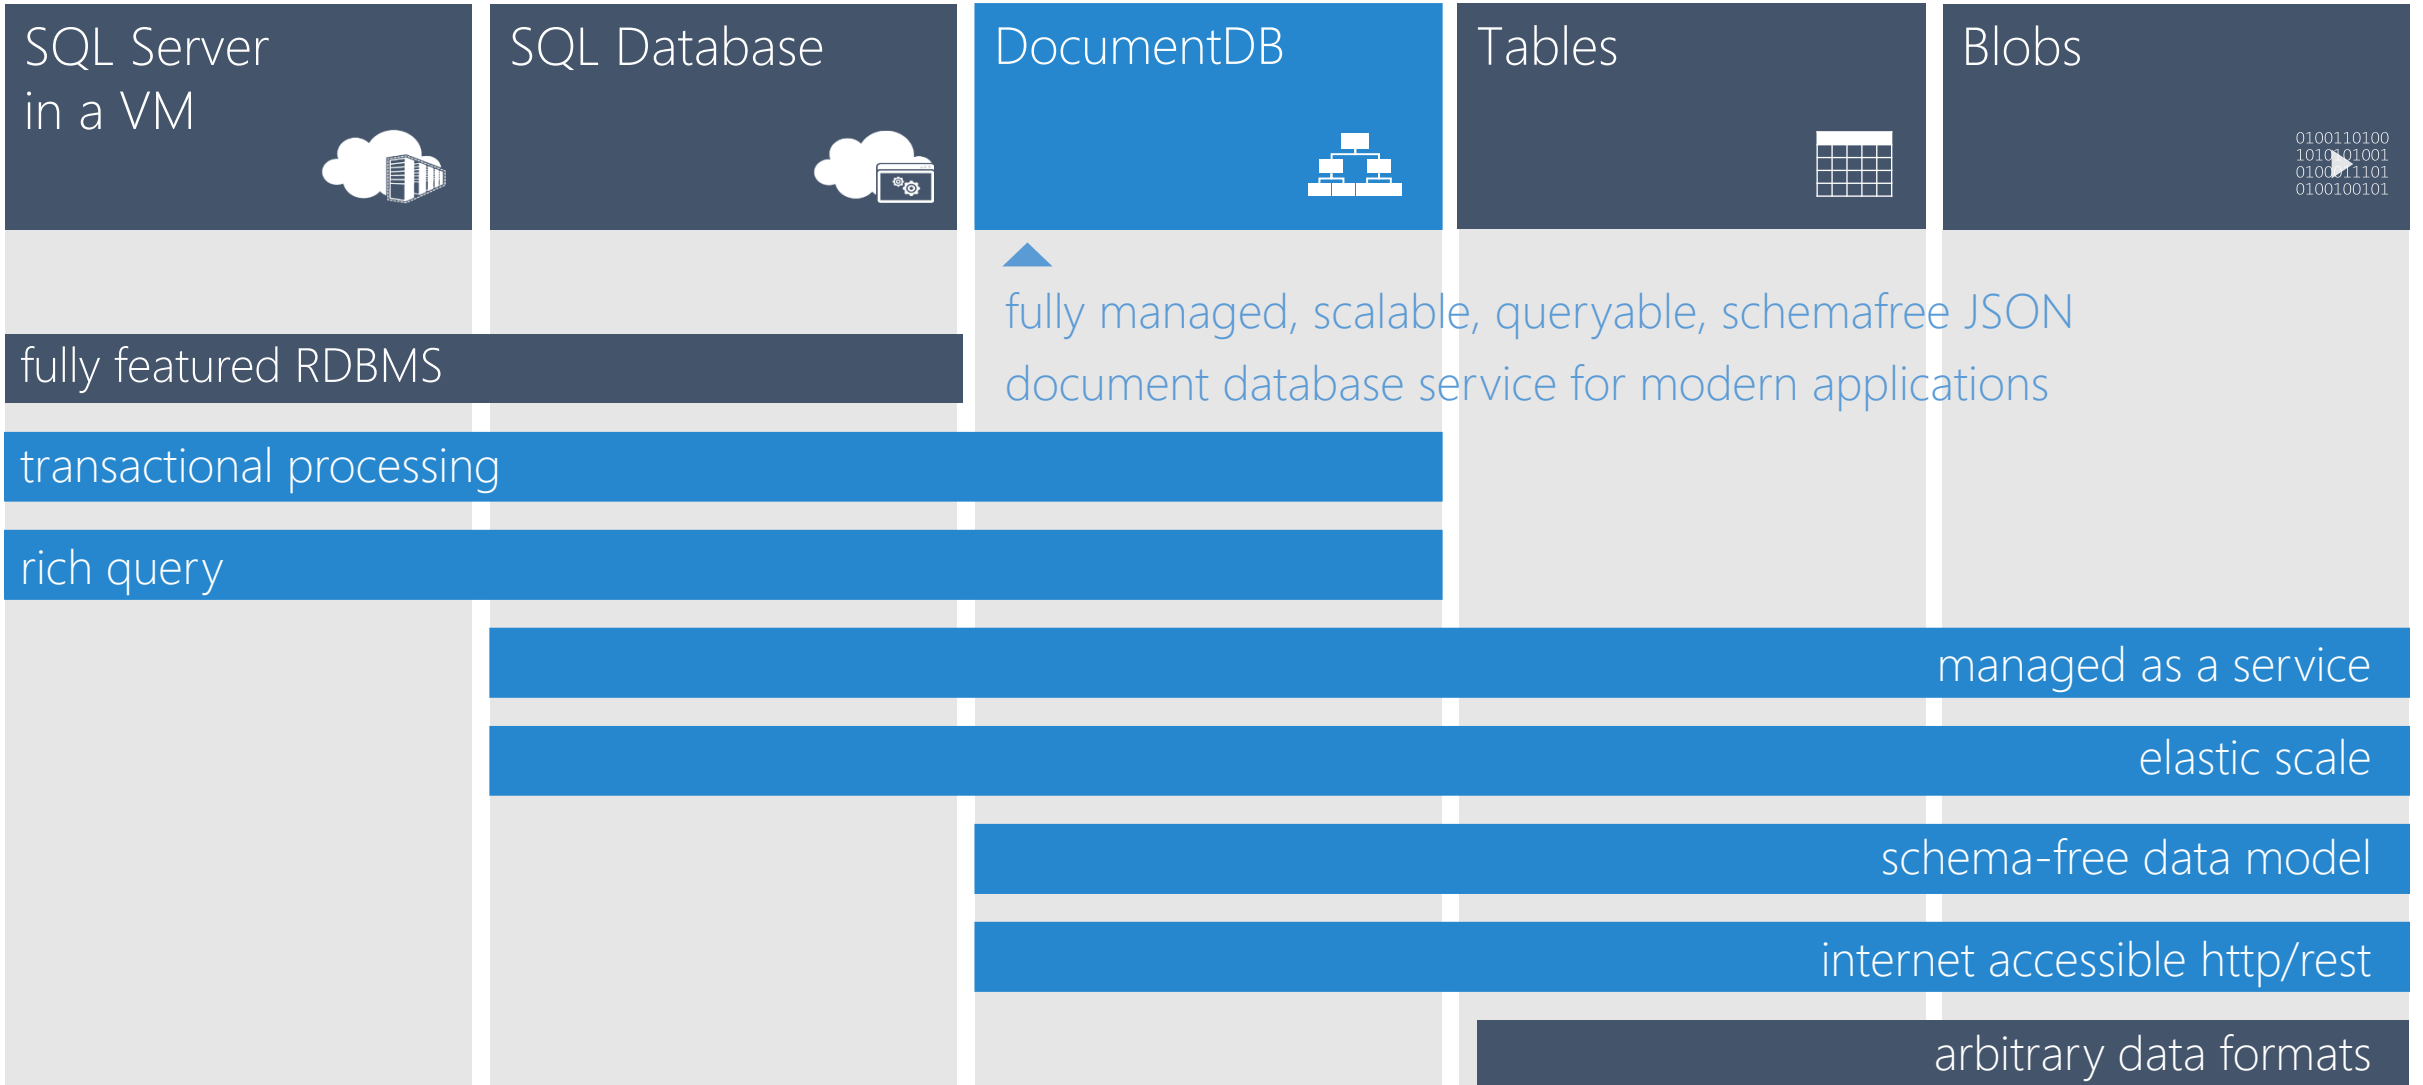 SQL Server
in a VM
SQL Database
DocumentDB
Tables
Blobs
0100110100
1010101001
0100011101
0100100101
fully managed, scalable, queryable, schemafree JSON
document database service for modern applications
fully featured RDBMS
transactional processing
rich query
managed as a service
elastic scale
schema-free data model
internet accessible http/rest
arbitrary data formats